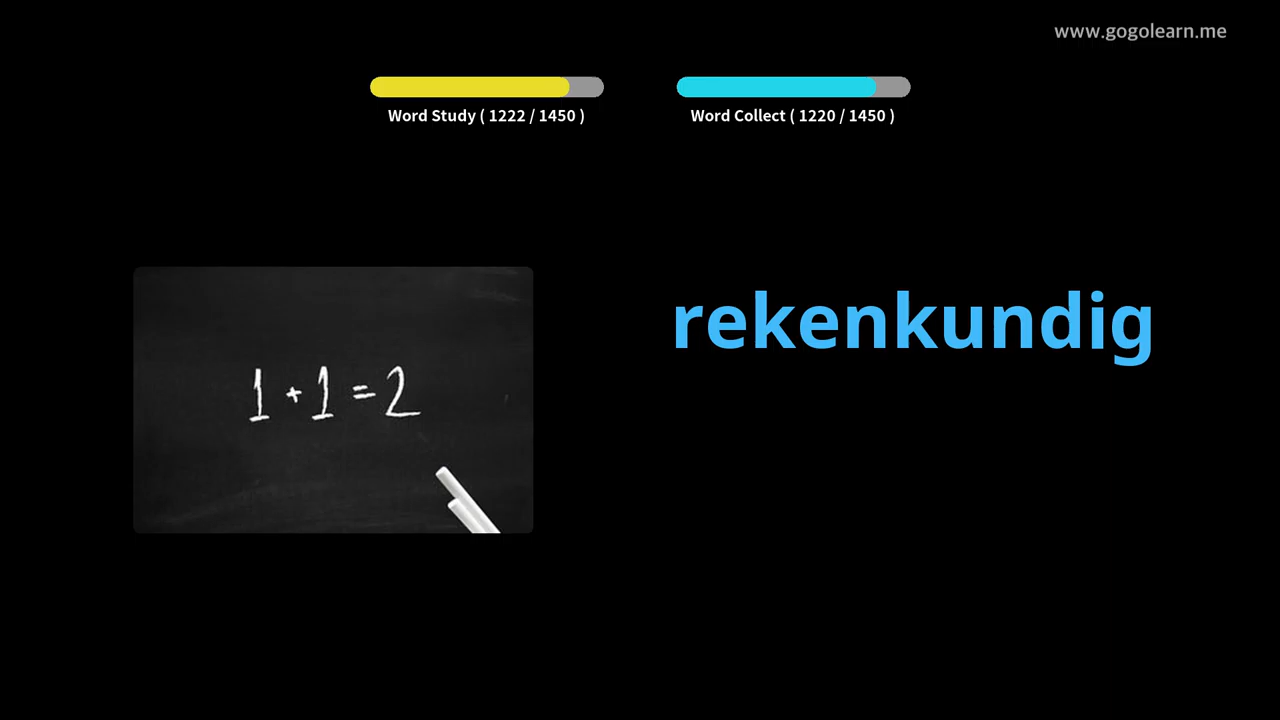 www.gogolearn.me
Word Study ( 1222 / 1450 )
Word Collect ( 1220 / 1450 )
rekenkundig
1 + 1 = 2